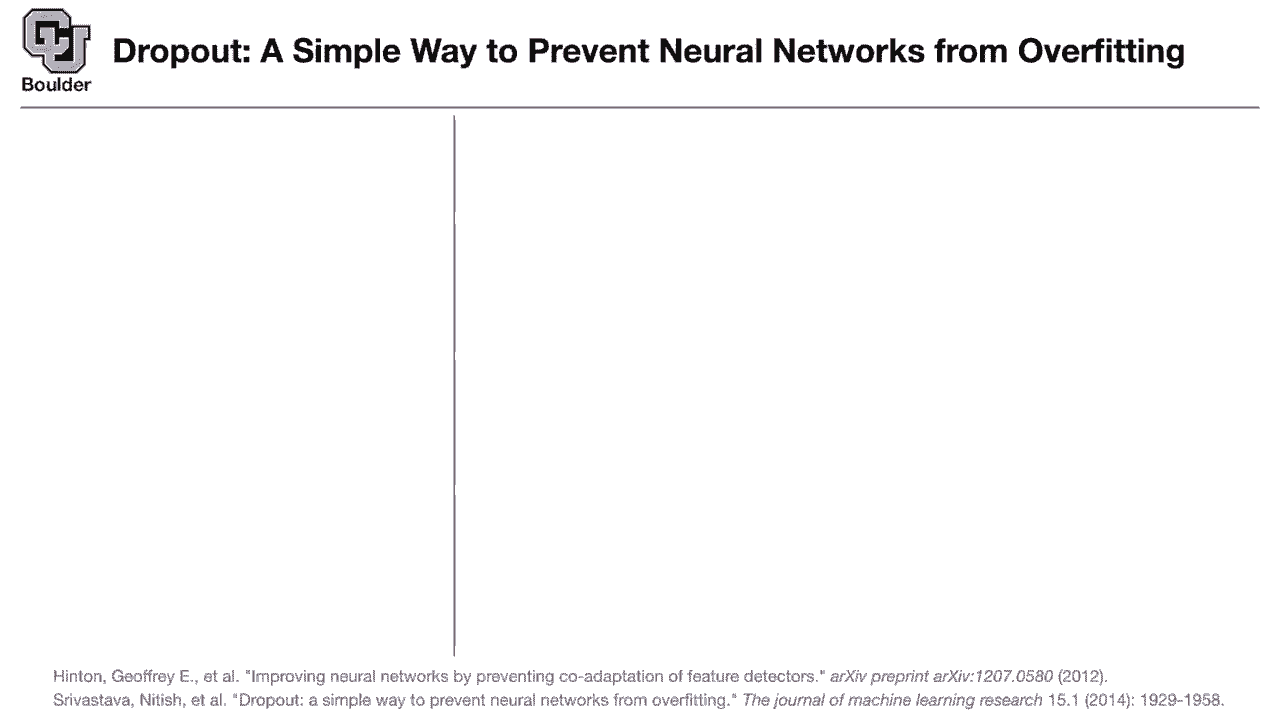 CU
Boulder
Dropout: A Simple Way to Prevent Neural Networks from Overfitting
Hinton, Geoffrey E., et al. "Improving neural networks by preventing co-adaptation of feature detectors." arXiv preprint arXiv:1207.0580 (2012).
Srivastava, Nitish, et al. "Dropout: a simple way to prevent neural networks from overfitting." The journal of machine learning research 15.1 (2014): 1929-1958.